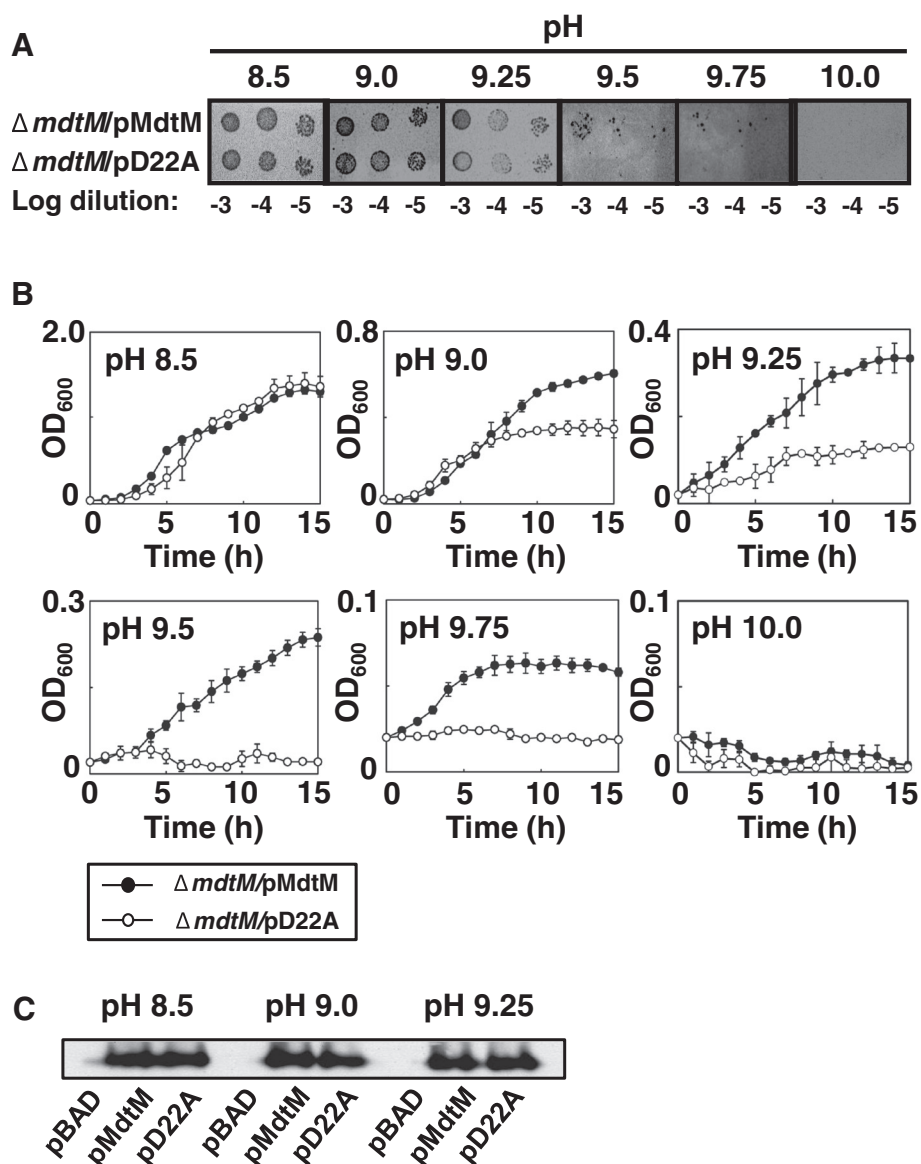 A
pH
8.5 9.0 9.25 9.5 9.75 10.0
Δ mdtM/pMdtM
Δ mdtM/pD22A
Log dilution: -3 -4 -5 -3 -4 -5 -3 -4 -5 -3 -4 -5 -3 -4 -5 -3 -4 -5
B
2.0
pH 8.5
OD600
0
0 5 10 15
Time (h)
0.8
pH 9.0
OD600
0
0 5 10 15
Time (h)
0.4
pH 9.25
OD600
0
0 5 10 15
Time (h)
0.3
pH 9.5
OD600
0
0 5 10 15
Time (h)
0.1
pH 9.75
OD600
0
0 5 10 15
Time (h)
0.1
pH 10.0
OD600
0
0 5 10 15
Time (h)
Δ mdtM/pMdtM
Δ mdtM/pD22A
C
pH 8.5 pH 9.0 pH 9.25
pBAD pMdtM pD22A pBAD pMdtM pD22A pBAD pMdtM pD22A